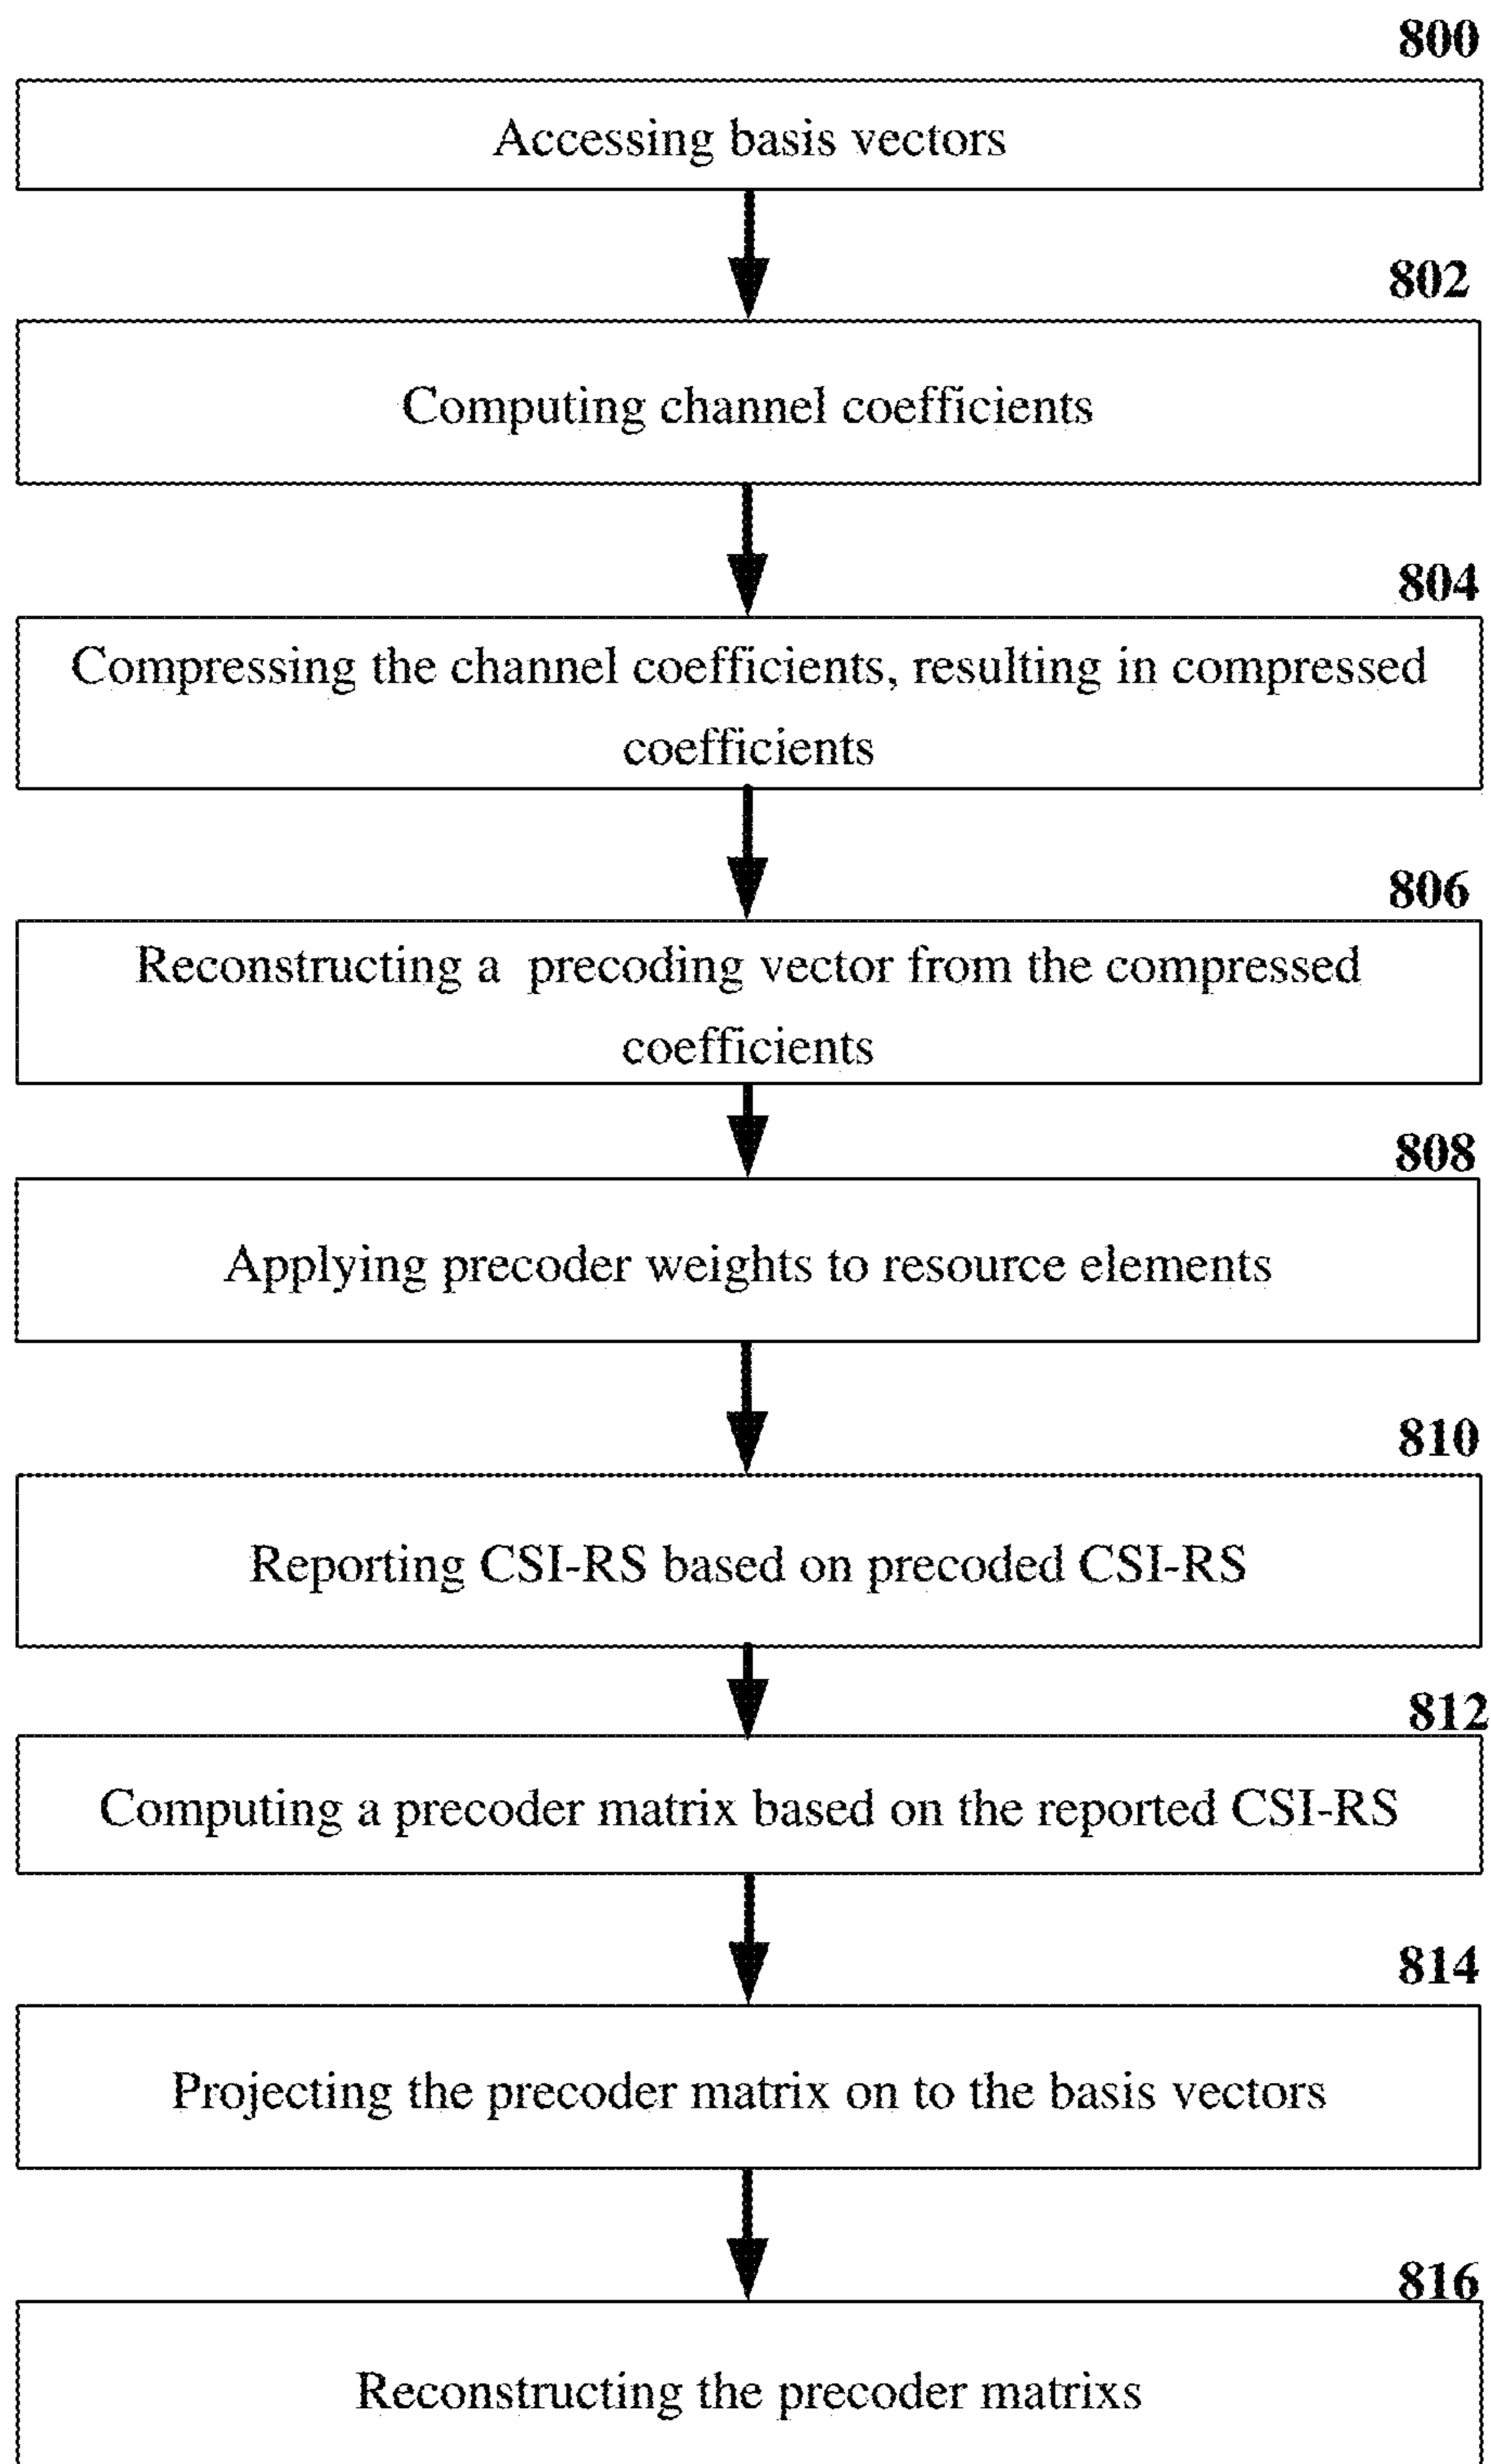 800
Accessing basis vectors
802
Computing channel coefficients
804
Compressing the channel coefficients, resulting in compressed
coefficients
806
Reconstructing a precoding vector from the compressed
coefficients
808
Applying precoder weights to resource elements
810
Reporting CSI-RS based on precoded CSI-RS
812
Computing a precoder matrix based on the reported CSI-RS
814
Projecting the precoder matrix on to the basis vectors
816
Reconstructing the precoder matrixs